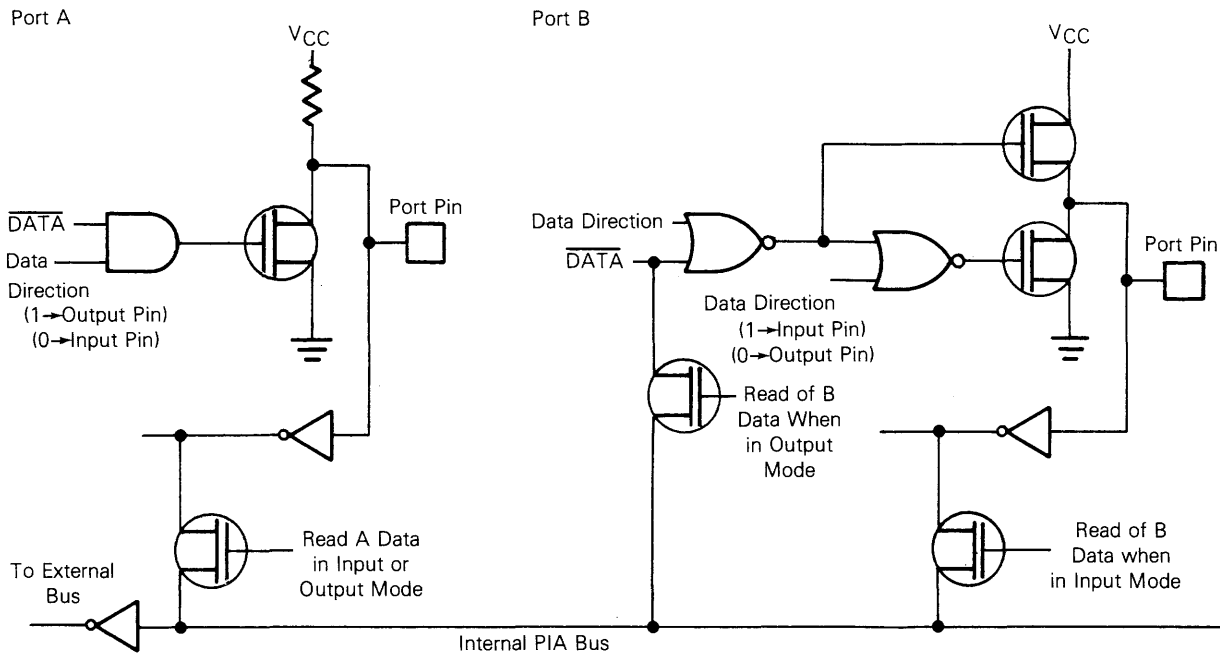 Port A
VCC
DATA
Data
Direction
(1→Output Pin)
(0→Input Pin)
Port Pin
Read A Data
in Input or
Output Mode
To External
Bus
Internal PIA Bus
Port B
VCC
Data Direction
DATA
Data Direction
(1→Input Pin)
(0→Output Pin)
Port Pin
Read of B
Data When
in Output
Mode
Read of B
Data when
in Input Mode